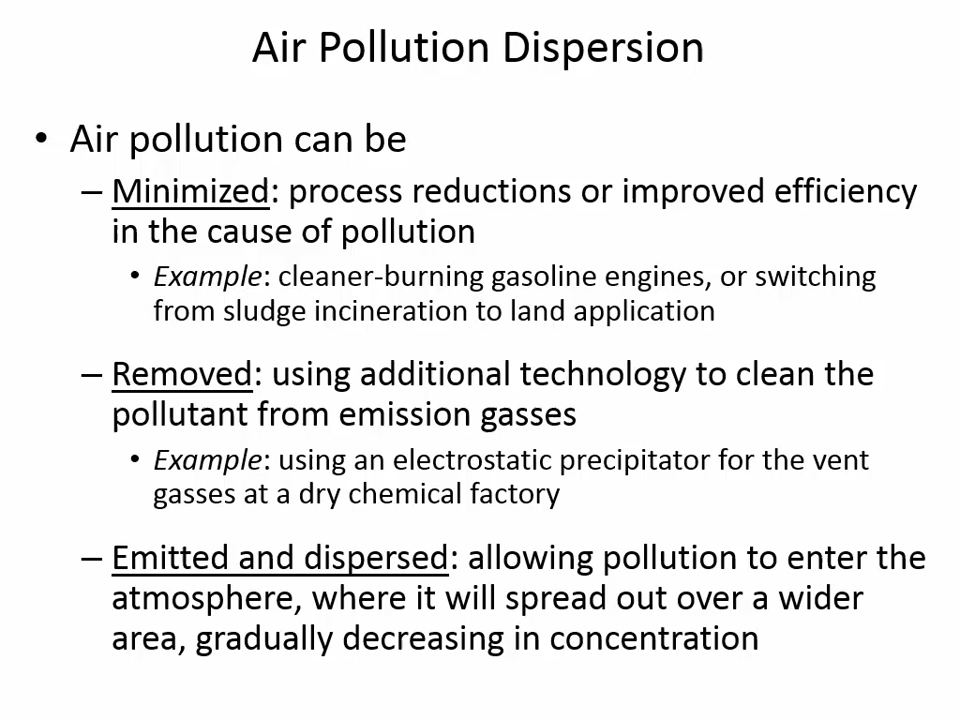 Air Pollution Dispersion
• Air pollution can be
– Minimized: process reductions or improved efficiency
in the cause of pollution
• Example: cleaner-burning gasoline engines, or switching
from sludge incineration to land application
– Removed: using additional technology to clean the
pollutant from emission gasses
• Example: using an electrostatic precipitator for the vent
gasses at a dry chemical factory
– Emitted and dispersed: allowing pollution to enter the
atmosphere, where it will spread out over a wider
area, gradually decreasing in concentration